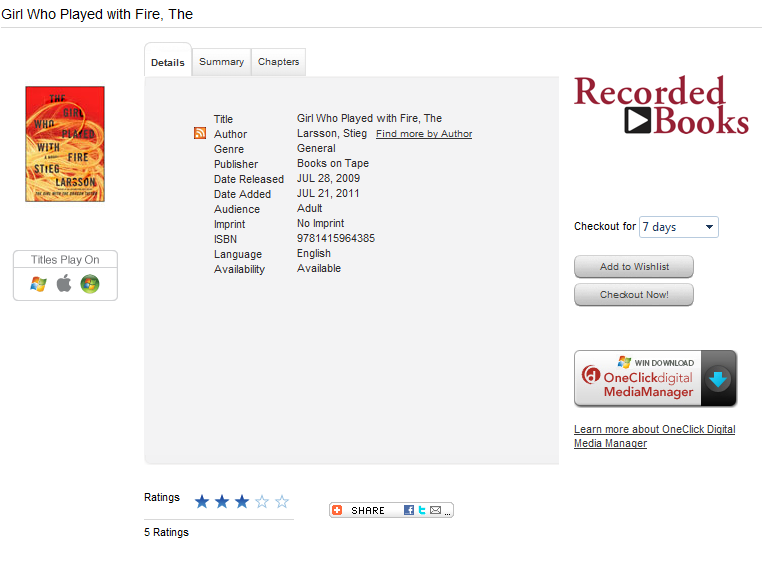 Girl Who Played with Fire, The
Details Summary Chapters
THE
GIRL
WHO
PLAYED
WITH
A NOVEL
FIRE
STIEG
LARSSON
Title Girl Who Played with Fire, The
Author Larsson, Stieg Find more by Author
Genre General
Publisher Books on Tape
Date Released JUL 28, 2009
Date Added JUL 21, 2011
Audience Adult
Imprint No Imprint
ISBN 9781415964385
Language English
Availability Available
Titles Play On
Recorded
Books
Checkout for 7 days
Add to Wishlist
Checkout Now!
WIN DOWNLOAD
OneClickdigital
MediaManager
Learn more about OneClick Digital
Media Manager
Ratings
SHARE ...
5 Ratings